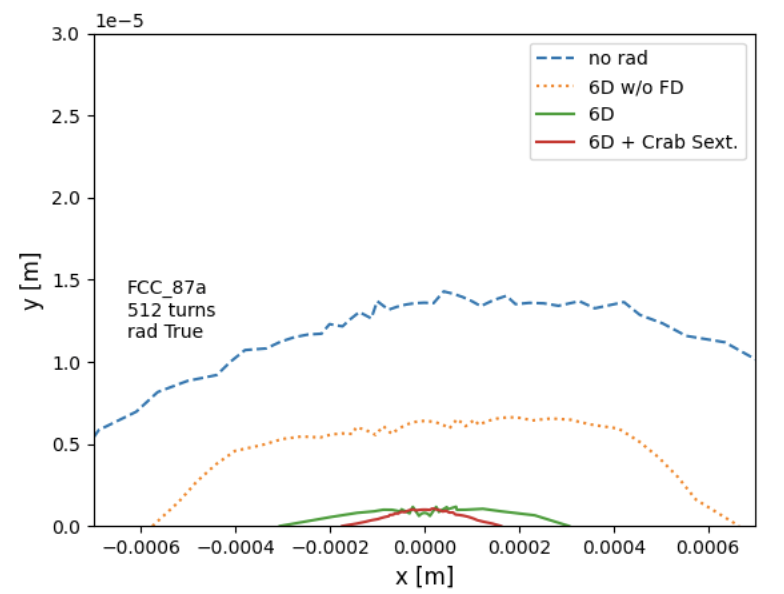 1e−5
3.0
2.5
2.0
1.5
1.0
0.5
0.0
y [m]
no rad
6D w/o FD
6D
6D + Crab Sext.
FCC_87a
512 turns
rad True
−0.0006 −0.0004 −0.0002 0.0000 0.0002 0.0004 0.0006
x [m]